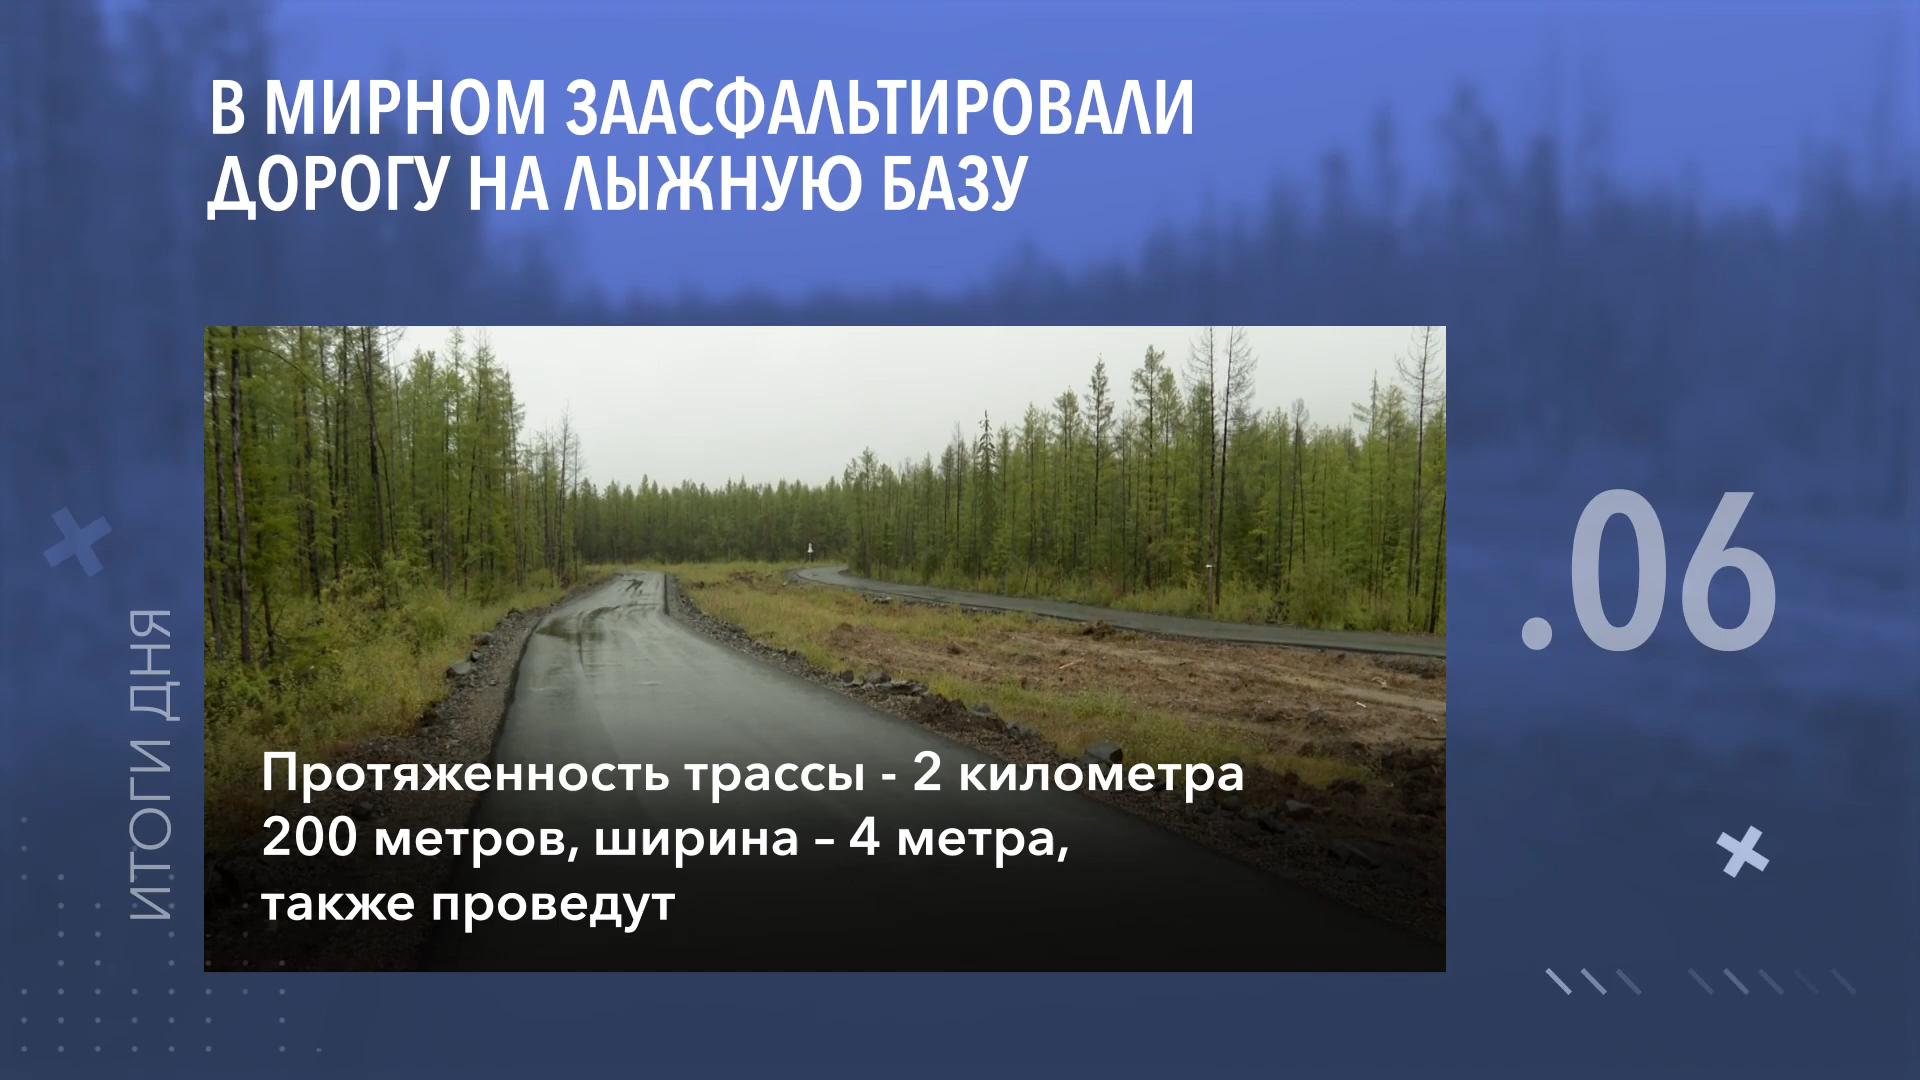 В МИРНОМ ЗААСФАЛЬТИРОВАЛИ
ДОРОГУ НА ЛЫЖНУЮ БАЗУ
ИТОГИ ДНЯ
Протяженность трассы - 2 километра
200 метров, ширина – 4 метра,
также проведут
.06